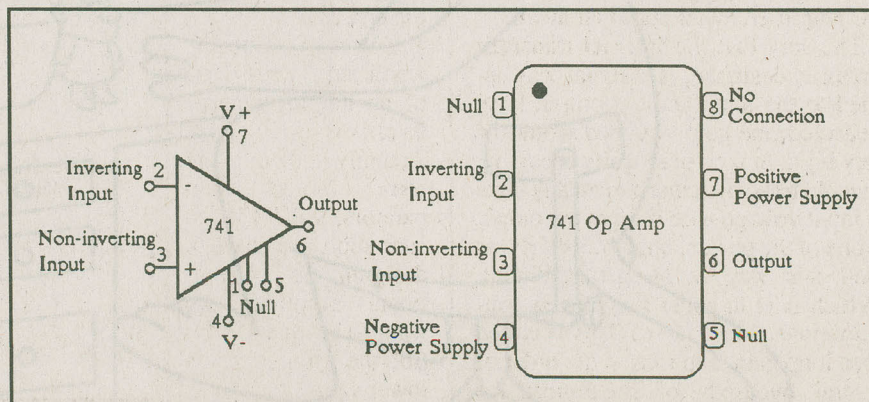 V+
7
Inverting
Input
2
-
741
Output
6
Non-inverting
Input
3
+
1
5
Null
4
V-
Null
1
8
No
Connection
Inverting
Input
2
7
Positive
Power Supply
741 Op Amp
Non-inverting
Input
3
6
Output
Negative
Power Supply
4
5
Null